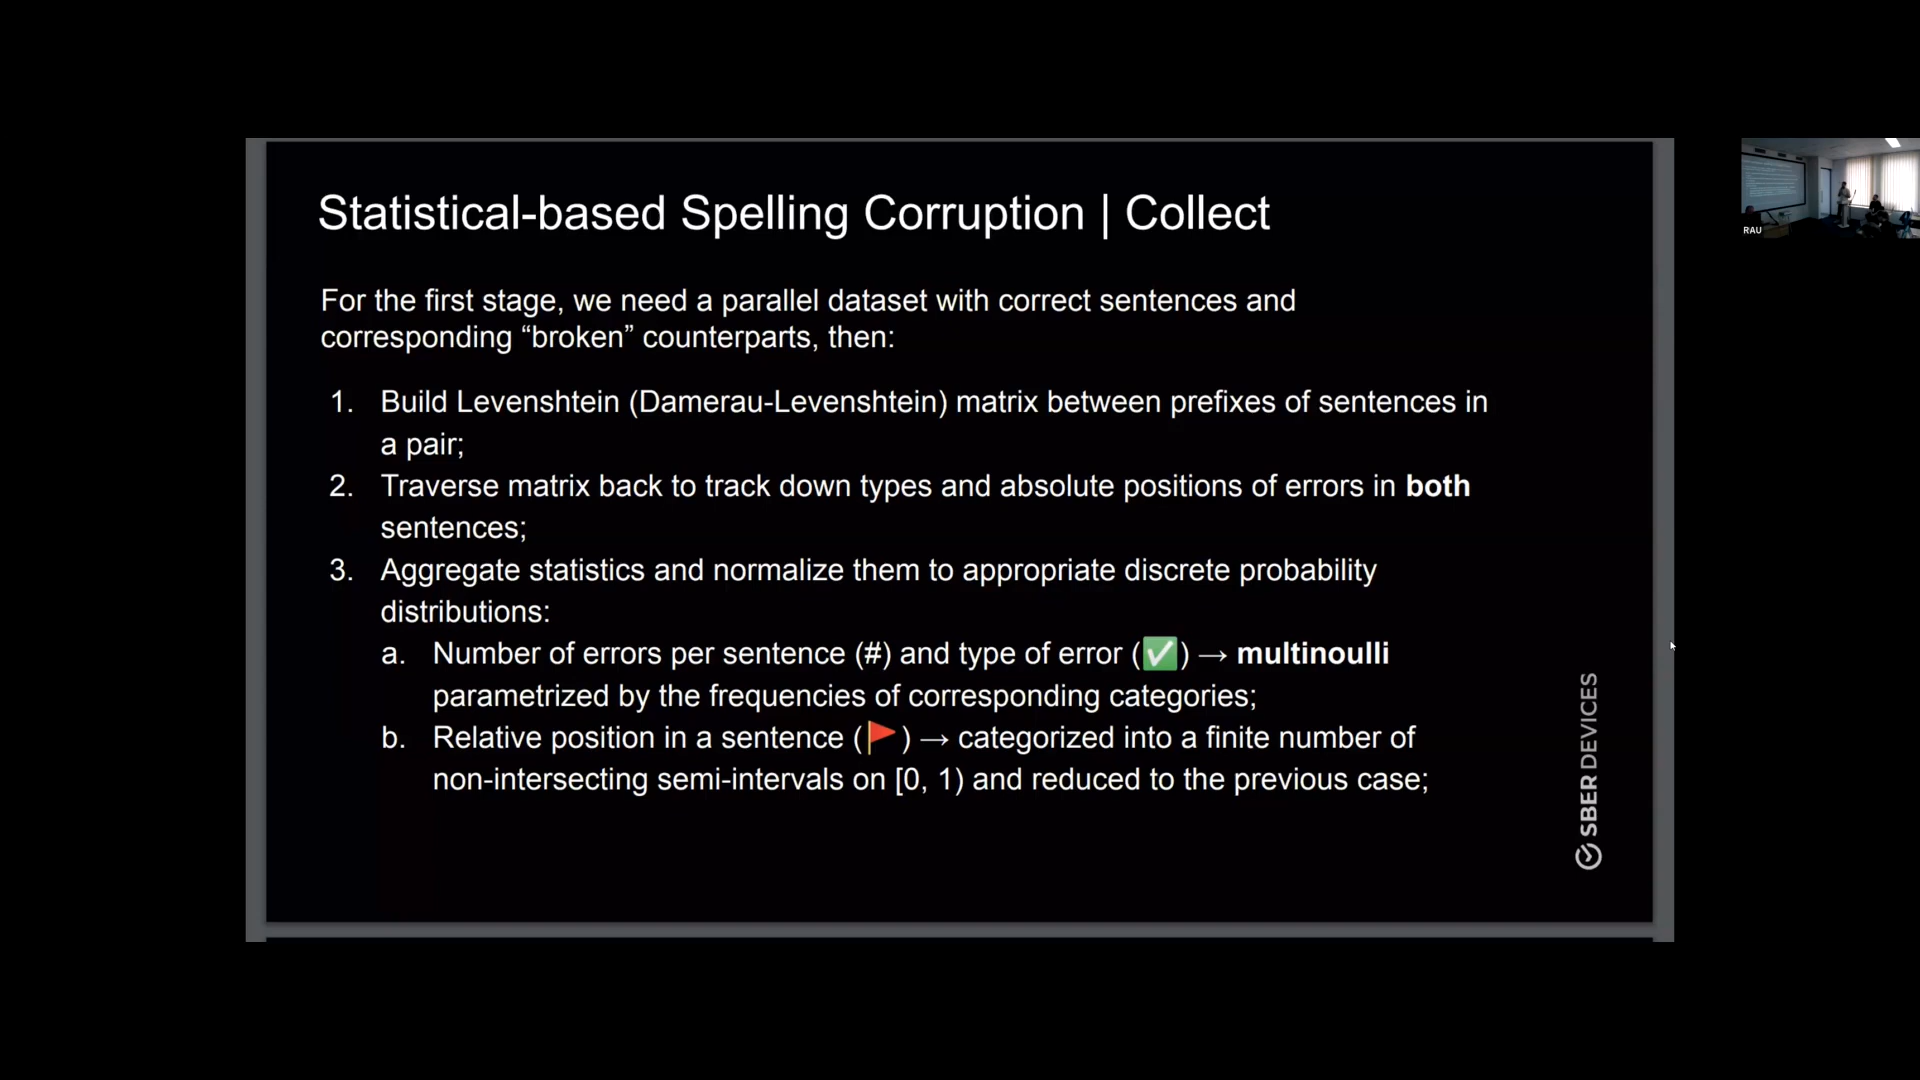 Statistical-based Spelling Corruption | Collect
For the first stage, we need a parallel dataset with correct sentences and
corresponding “broken” counterparts, then:
1. Build Levenshtein (Damerau-Levenshtein) matrix between prefixes of sentences in
a pair;
2. Traverse matrix back to track down types and absolute positions of errors in both
sentences;
3. Aggregate statistics and normalize them to appropriate discrete probability
distributions:
a. Number of errors per sentence (#) and type of error (✅) → multinoulli
parametrized by the frequencies of corresponding categories;
b. Relative position in a sentence (🚩) → categorized into a finite number of
non-intersecting semi-intervals on [0, 1) and reduced to the previous case;
SBER DEVICES
RAU